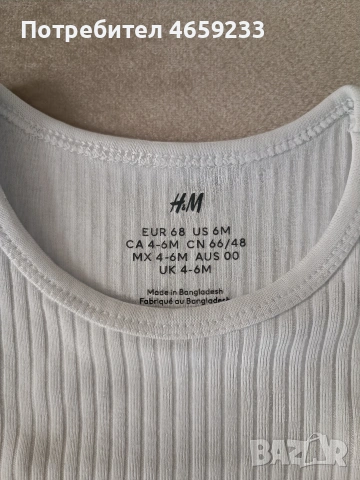 Потребител 4659233
H&M
EUR 68 US 6M
CA 4-6M CN 66/48
MX 4-6M AUS 00
UK 4-6M
Made in Bangladesh
Fabriqué au Bangladesh
BAZAR